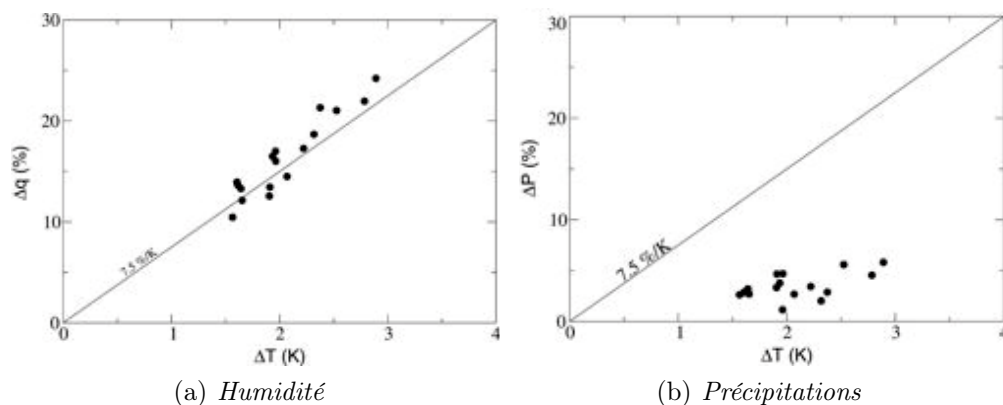 30
20
10
0
Δq (%)
7.5 %/K
0 1 2 3 4
ΔT (K)
(a) Humidité
30
20
10
0
ΔP (%)
7.5 %/K
0 1 2 3 4
ΔT (K)
(b) Précipitations